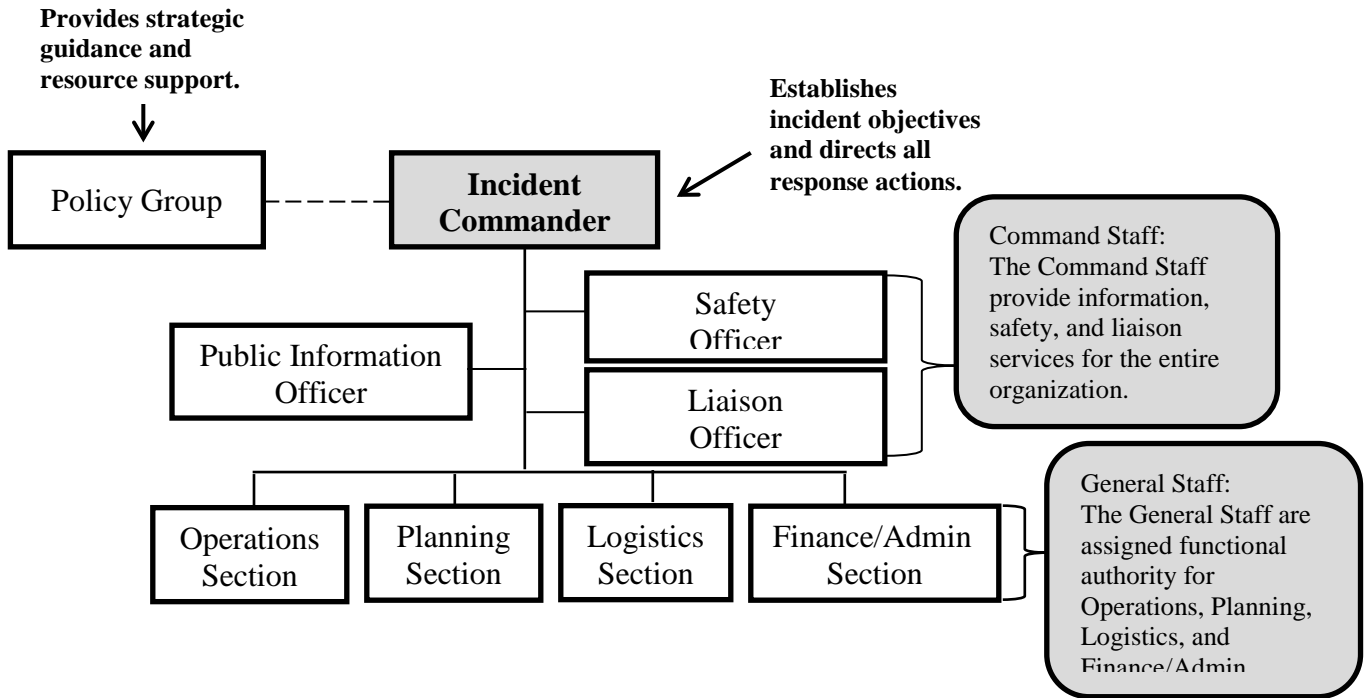 Provides strategic
guidance and
resource support.
Establishes
incident objectives
and directs all
response actions.
Policy Group
Incident
Commander
Command Staff:
The Command Staff
provide information,
safety, and liaison
services for the entire
organization.
Safety
Officer
Public Information
Officer
Liaison
Officer
General Staff:
The General Staff are
assigned functional
authority for
Operations, Planning,
Logistics, and
Finance/Admin
Operations
Section
Planning
Section
Logistics
Section
Finance/Admin
Section